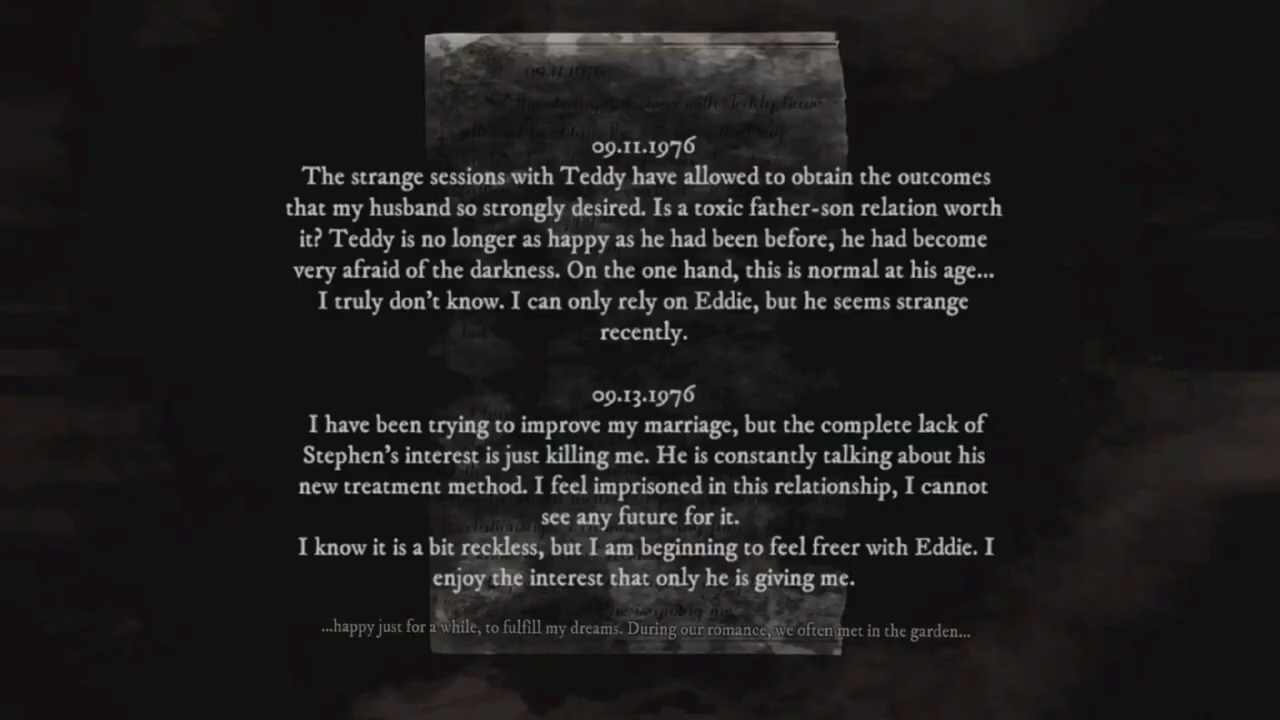 09.11.1976
The strange sessions with Teddy have allowed to obtain the outcomes
that my husband so strongly desired. Is a toxic father-son relation worth
it? Teddy is no longer as happy as he had been before, he had become
very afraid of the darkness. On the one hand, this is normal at his age...
I truly don't know. I can only rely on Eddie, but he seems strange
recently.
09.13.1976
I have been trying to improve my marriage, but the complete lack of
Stephen's interest is just killing me. He is constantly talking about his
new treatment method. I feel imprisoned in this relationship, I cannot
see any future for it.
I know it is a bit reckless, but I am beginning to feel freer with Eddie. I
enjoy the interest that only he is giving me.
...happy just for a while, to fulfill my dreams. During our romance, we often met in the garden...